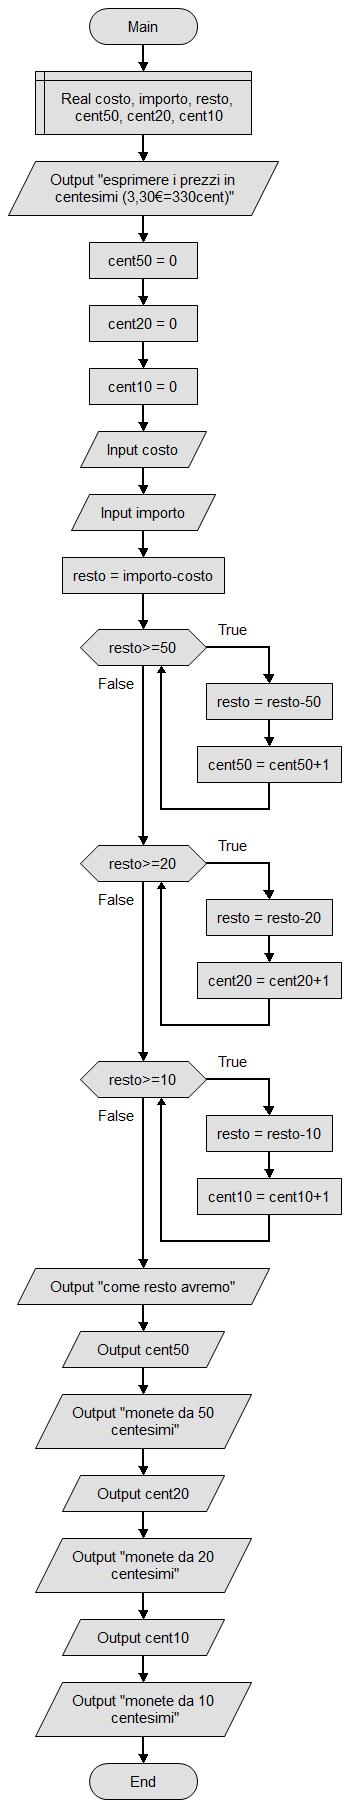 Main
Real costo, importo, resto,
cent50, cent20, cent10
Output "esprimere i prezzi in
centesimi (3,30€=330cent)"
cent50 = 0
cent20 = 0
cent10 = 0
Input costo
Input importo
resto = importo-costo
resto>=50
True
False
resto = resto-50
cent50 = cent50+1
resto>=20
True
False
resto = resto-20
cent20 = cent20+1
resto>=10
True
False
resto = resto-10
cent10 = cent10+1
Output "come resto avremo"
Output cent50
Output "monete da 50
centesimi"
Output cent20
Output "monete da 20
centesimi"
Output cent10
Output "monete da 10
centesimi"
End